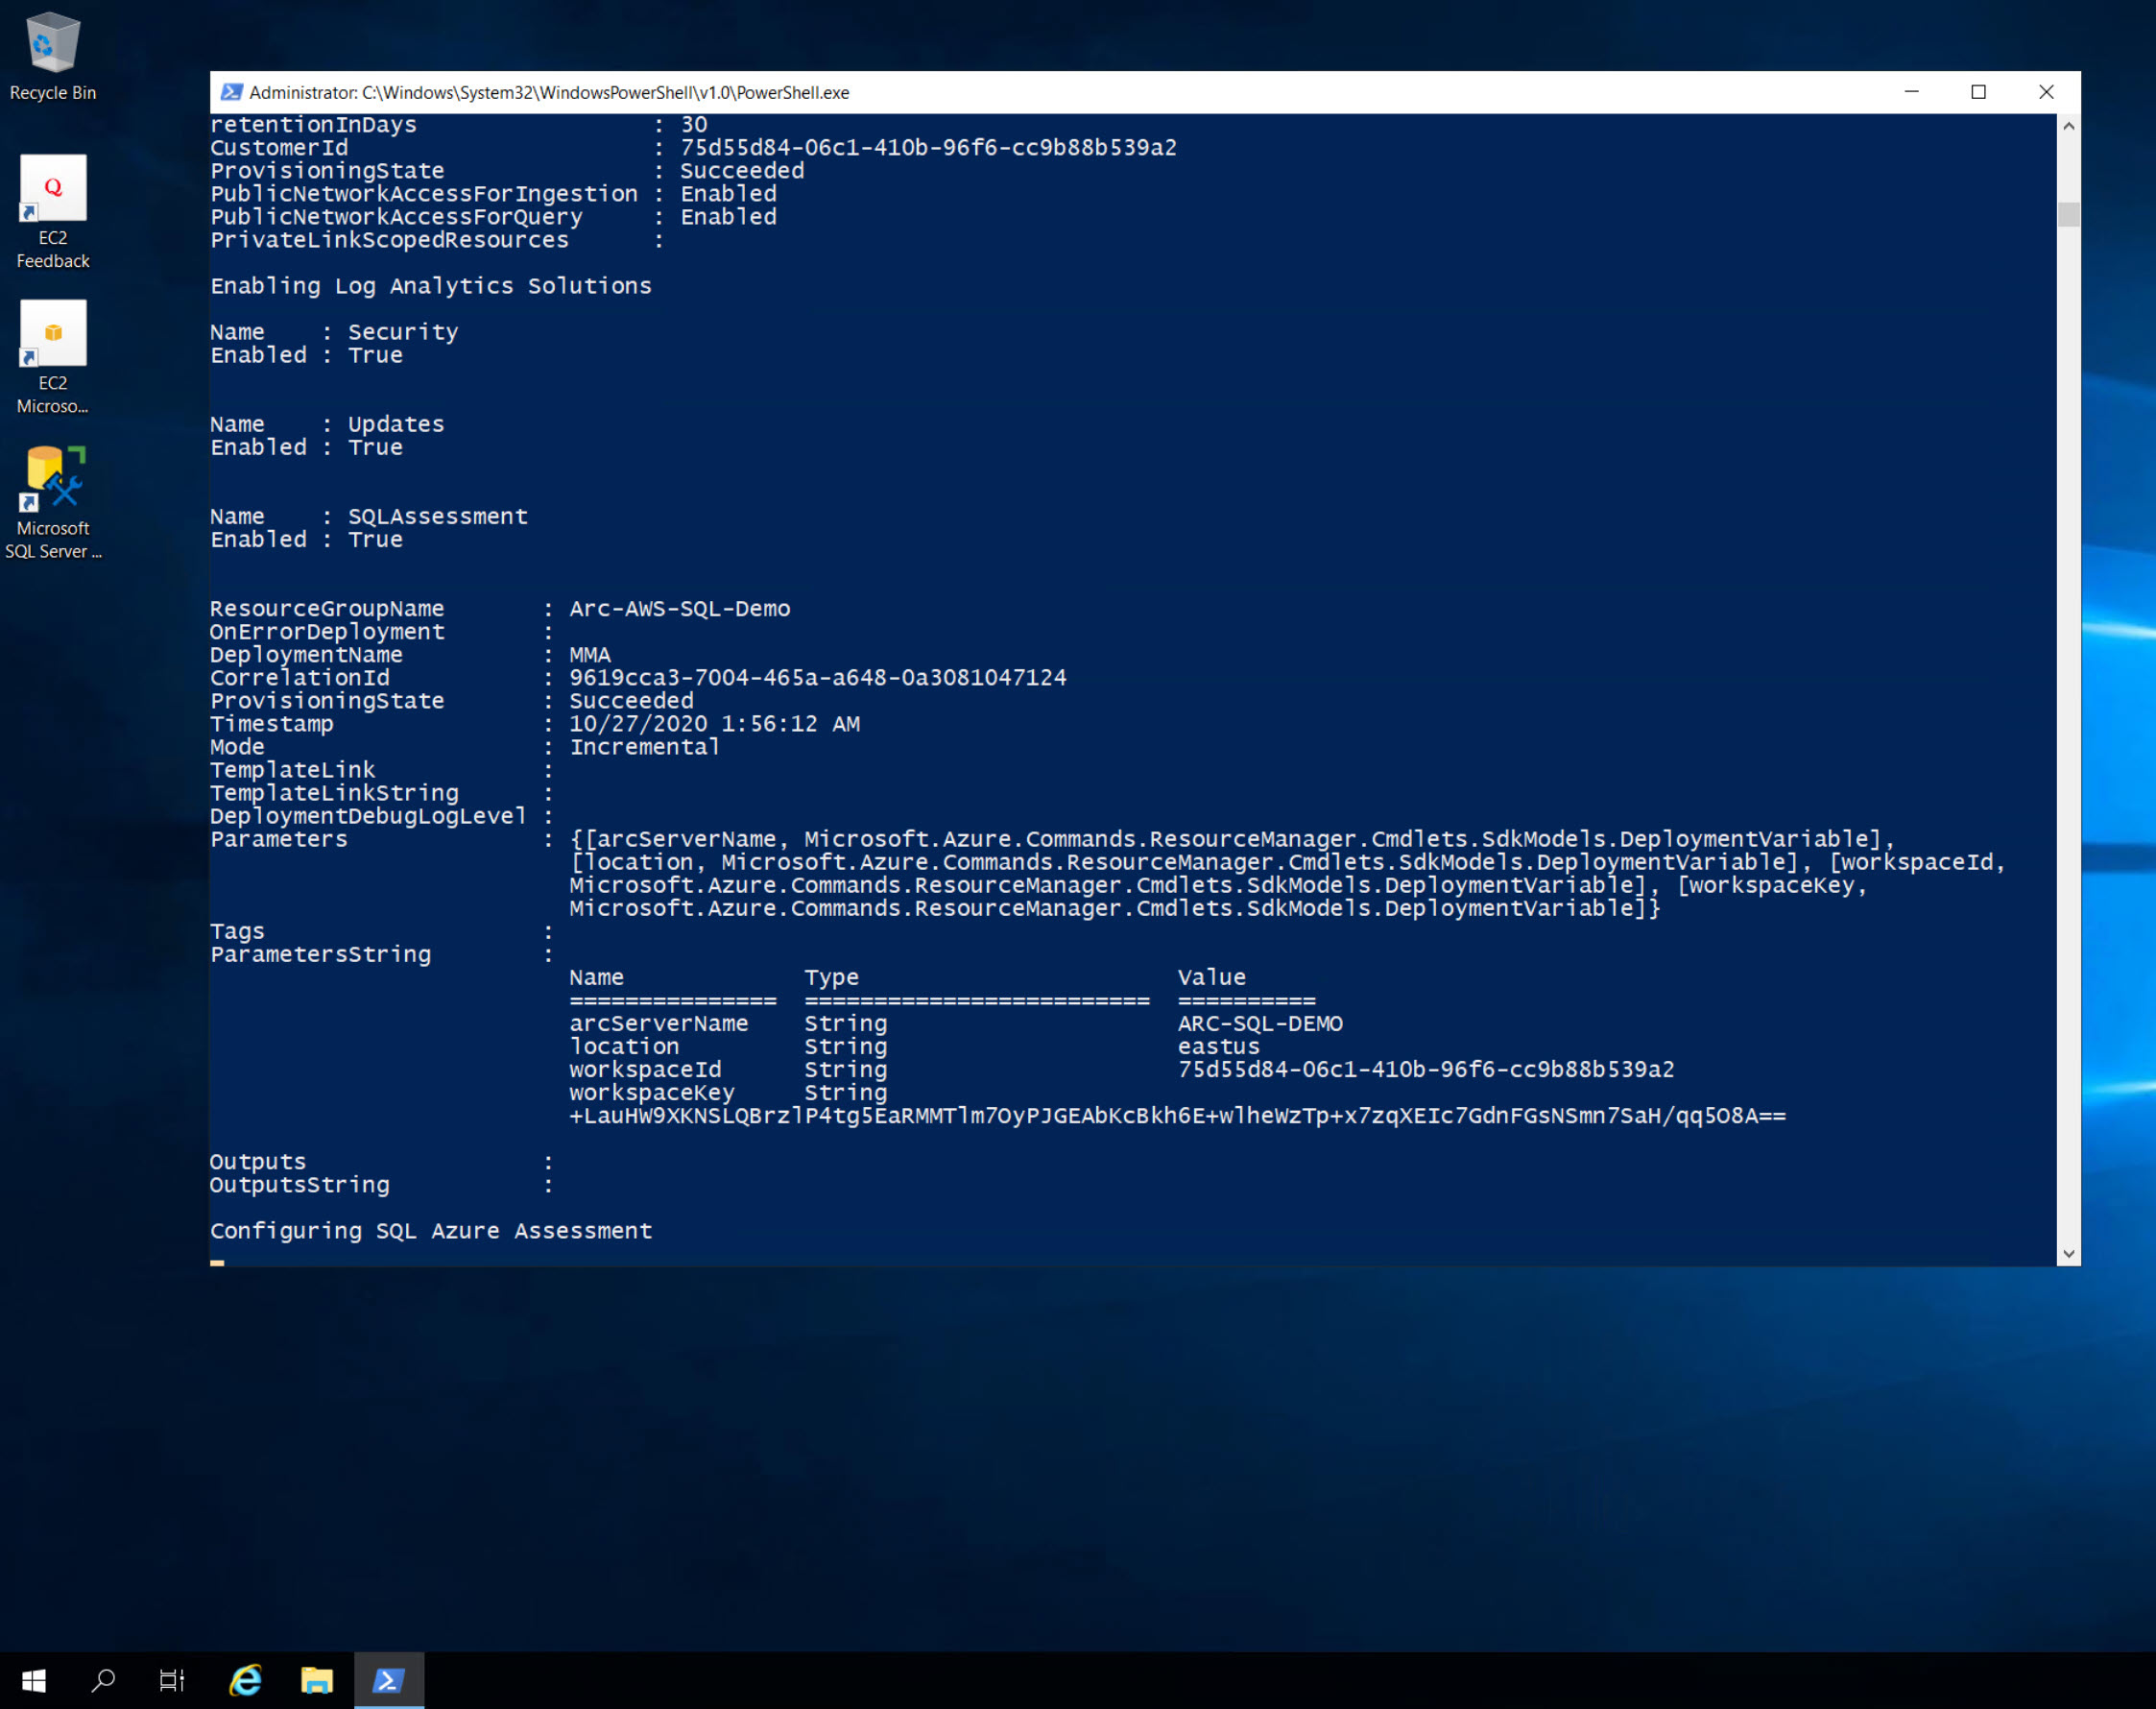 Recycle Bin
EC2
Feedback
EC2
Microso...
Microsoft
SQL Server ...
Administrator: C:\Windows\System32\WindowsPowerShell\v1.0\PowerShell.exe
retentionInDays : 30
CustomerId : 75d55d84-06c1-410b-96f6-cc9b88b539a2
ProvisioningState : Succeeded
PublicNetworkAccessForIngestion : Enabled
PublicNetworkAccessForQuery : Enabled
PrivateLinkScopedResources :
Enabling Log Analytics Solutions
Name : Security
Enabled : True
Name : Updates
Enabled : True
Name : SQLAssessment
Enabled : True
ResourceGroupName : Arc-AWS-SQL-Demo
OnErrorDeployment :
DeploymentName : MMA
CorrelationId : 9619cca3-7004-465a-a648-0a3081047124
ProvisioningState : Succeeded
Timestamp : 10/27/2020 1:56:12 AM
Mode : Incremental
TemplateLink :
TemplateLinkString :
DeploymentDebugLogLevel :
Parameters : {[arcServerName, Microsoft.Azure.Commands.ResourceManager.Cmdlets.SdkModels.DeploymentVariable],
[location, Microsoft.Azure.Commands.ResourceManager.Cmdlets.SdkModels.DeploymentVariable], [workspaceId,
Microsoft.Azure.Commands.ResourceManager.Cmdlets.SdkModels.DeploymentVariable], [workspaceKey,
Microsoft.Azure.Commands.ResourceManager.Cmdlets.SdkModels.DeploymentVariable]}
Tags :
ParametersString :
Name Type Value
=============== ========================= ==========
arcServerName String ARC-SQL-DEMO
location String eastus
workspaceId String 75d55d84-06c1-410b-96f6-cc9b88b539a2
workspaceKey String
+LauHW9XKNSLQBrzlP4tg5EaRMMTlm7OyPJGEAbKcBkh6E+wlheWzTp+x7zqXEIc7GdnFGsNSmn7SaH/qq5O8A==
Outputs :
OutputsString :
Configuring SQL Azure Assessment